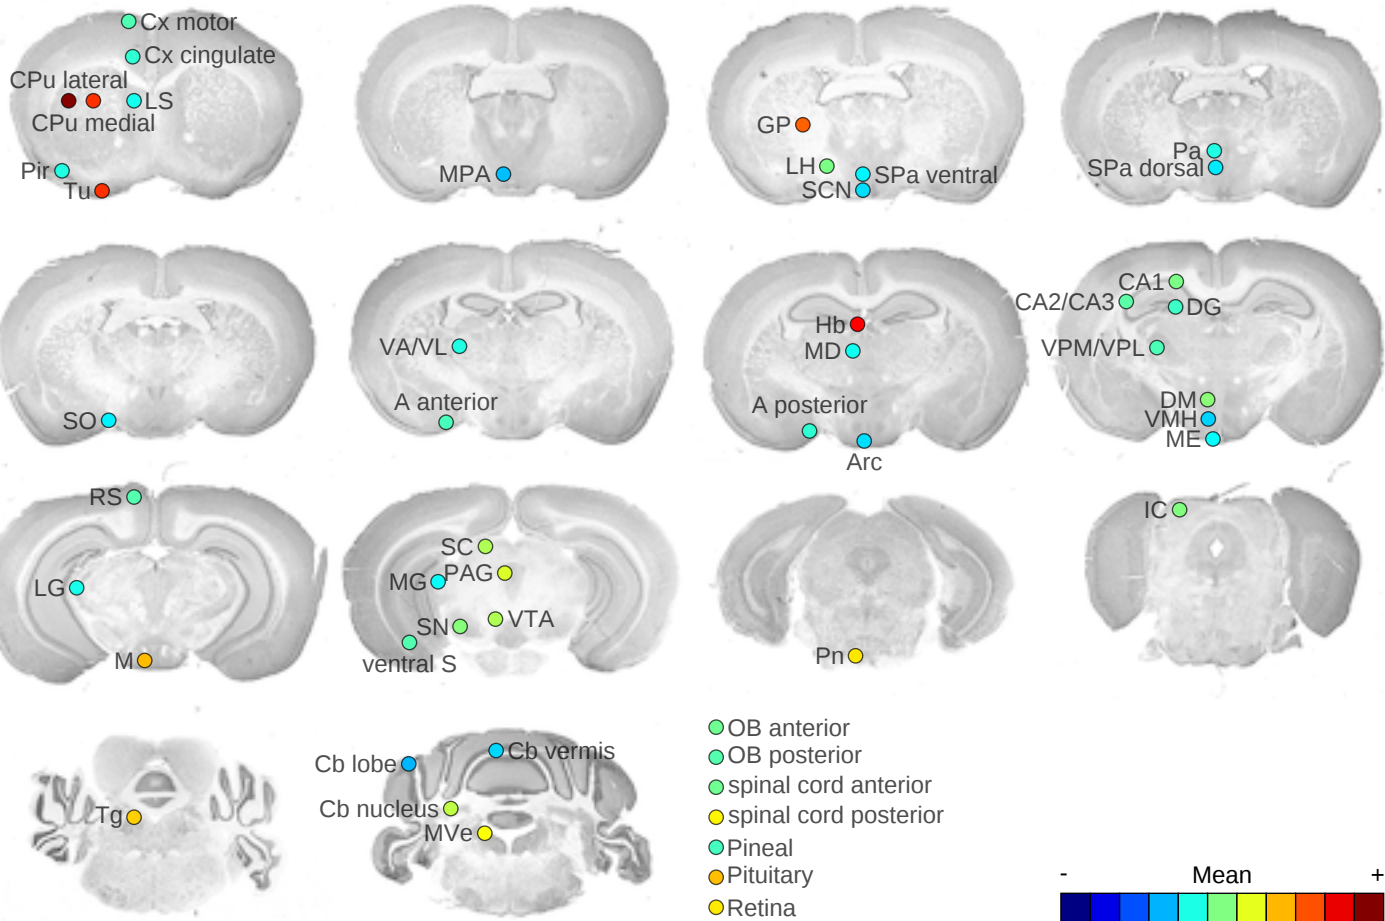 Cx motor
Cx cingulate
CPu lateral
LS
CPu medial
Pir
Tu
MPA
GP
LH
SPa ventral
SCN
Pa
SPa dorsal
SO
VA/VL
A anterior
Hb
MD
A posterior
Arc
CA1
CA2/CA3
DG
VPM/VPL
DM
VMH
ME
RS
LG
M
SC
MG
PAG
SN
VTA
ventral S
Pn
IC
Tg
Cb lobe
Cb vermis
Cb nucleus
MVe
OB anterior
OB posterior
spinal cord anterior
spinal cord posterior
Pineal
Pituitary
Retina
- Mean +